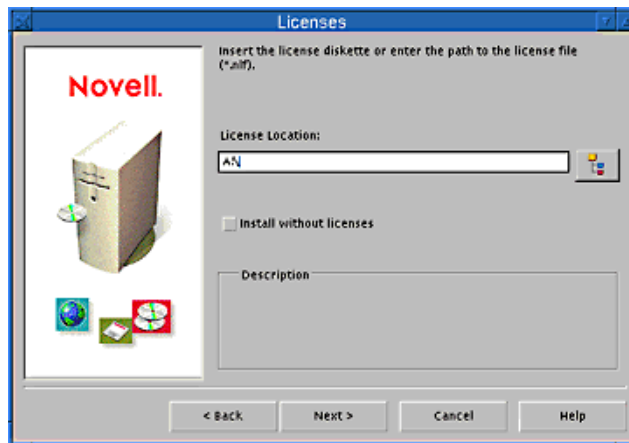 Licenses
Novell.
Insert the license diskette or enter the path to the license file
(*.nlf).
License Location:
Install without licenses
Description
< Back
Next >
Cancel
Help